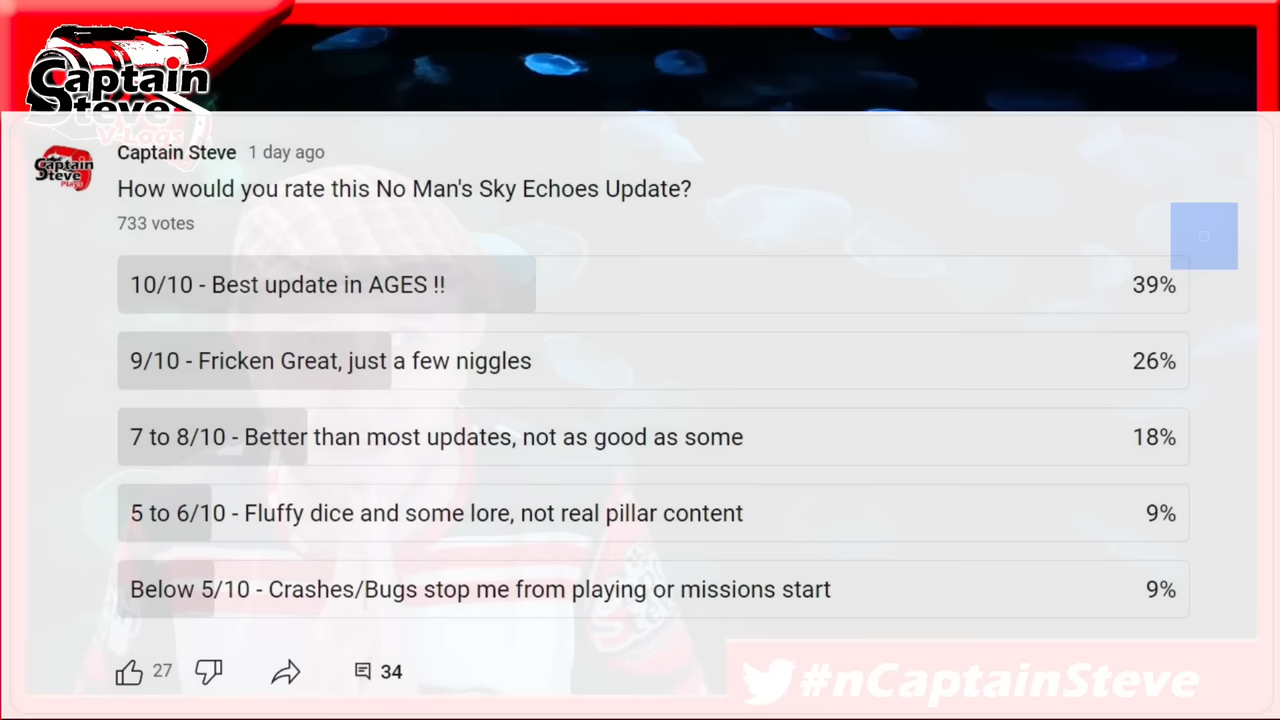 Captain
Steve
V-Logs
Captain
Steve
Plays
Captain Steve 1 day ago
How would you rate this No Man's Sky Echoes Update?
733 votes
10/10 - Best update in AGES !! 39%
9/10 - Fricken Great, just a few niggles 26%
7 to 8/10 - Better than most updates, not as good as some 18%
5 to 6/10 - Fluffy dice and some lore, not real pillar content 9%
Below 5/10 - Crashes/Bugs stop me from playing or missions start 9%
27 34
#nCaptainSteve